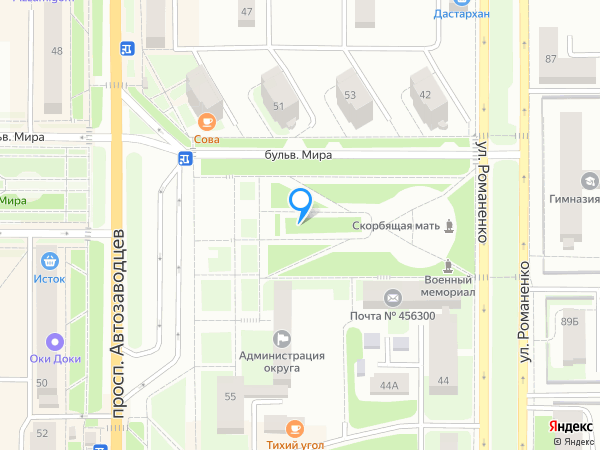 47
Дастархан
48
87
51
53
42
Сова
ьв. Мира
бульв. Мира
ул. Романенко
Гимназия
Мира
Скорбящая мать
просп. Автозаводцев
Исток
Военный
мемориал
ул. Романенко
Почта № 456300
89Б
Оки Доки
Администрация
округа
50
55
44А
44
52
Тихий угол
Яндекс
© Яндекс